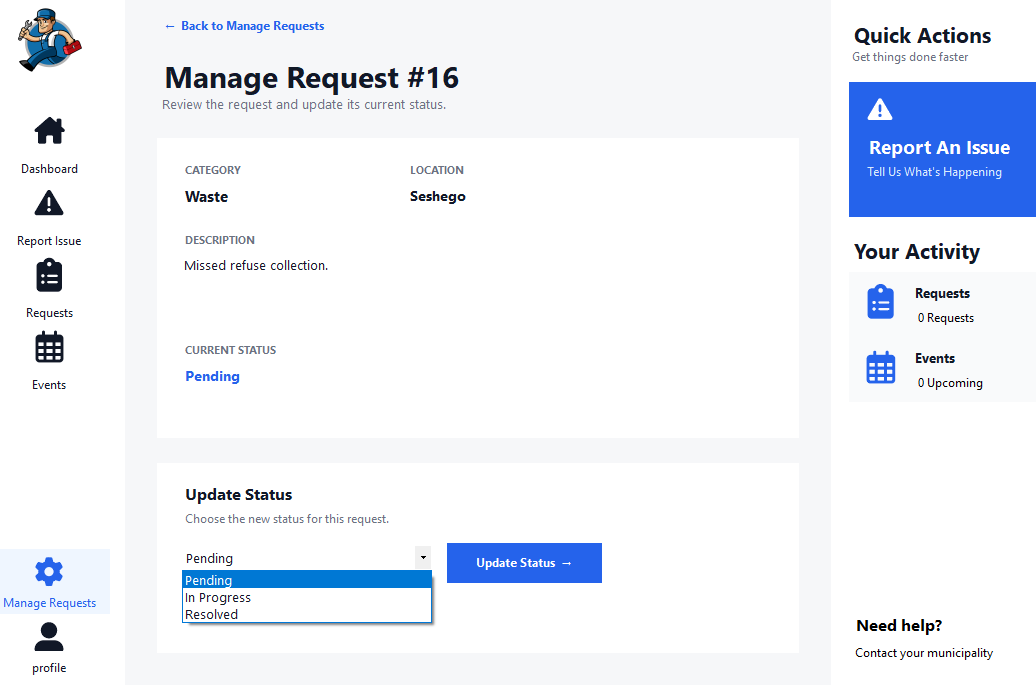 Dashboard
Report Issue
Requests
Events
Manage Requests
profile
← Back to Manage Requests
Manage Request #16
Review the request and update its current status.
CATEGORY
Waste
LOCATION
Seshego
DESCRIPTION
Missed refuse collection.
CURRENT STATUS
Pending
Update Status
Choose the new status for this request.
Pending
Update Status →
Pending
In Progress
Resolved
Quick Actions
Get things done faster
Report An Issue
Tell Us What's Happening
Your Activity
Requests
0 Requests
Events
0 Upcoming
Need help?
Contact your municipality